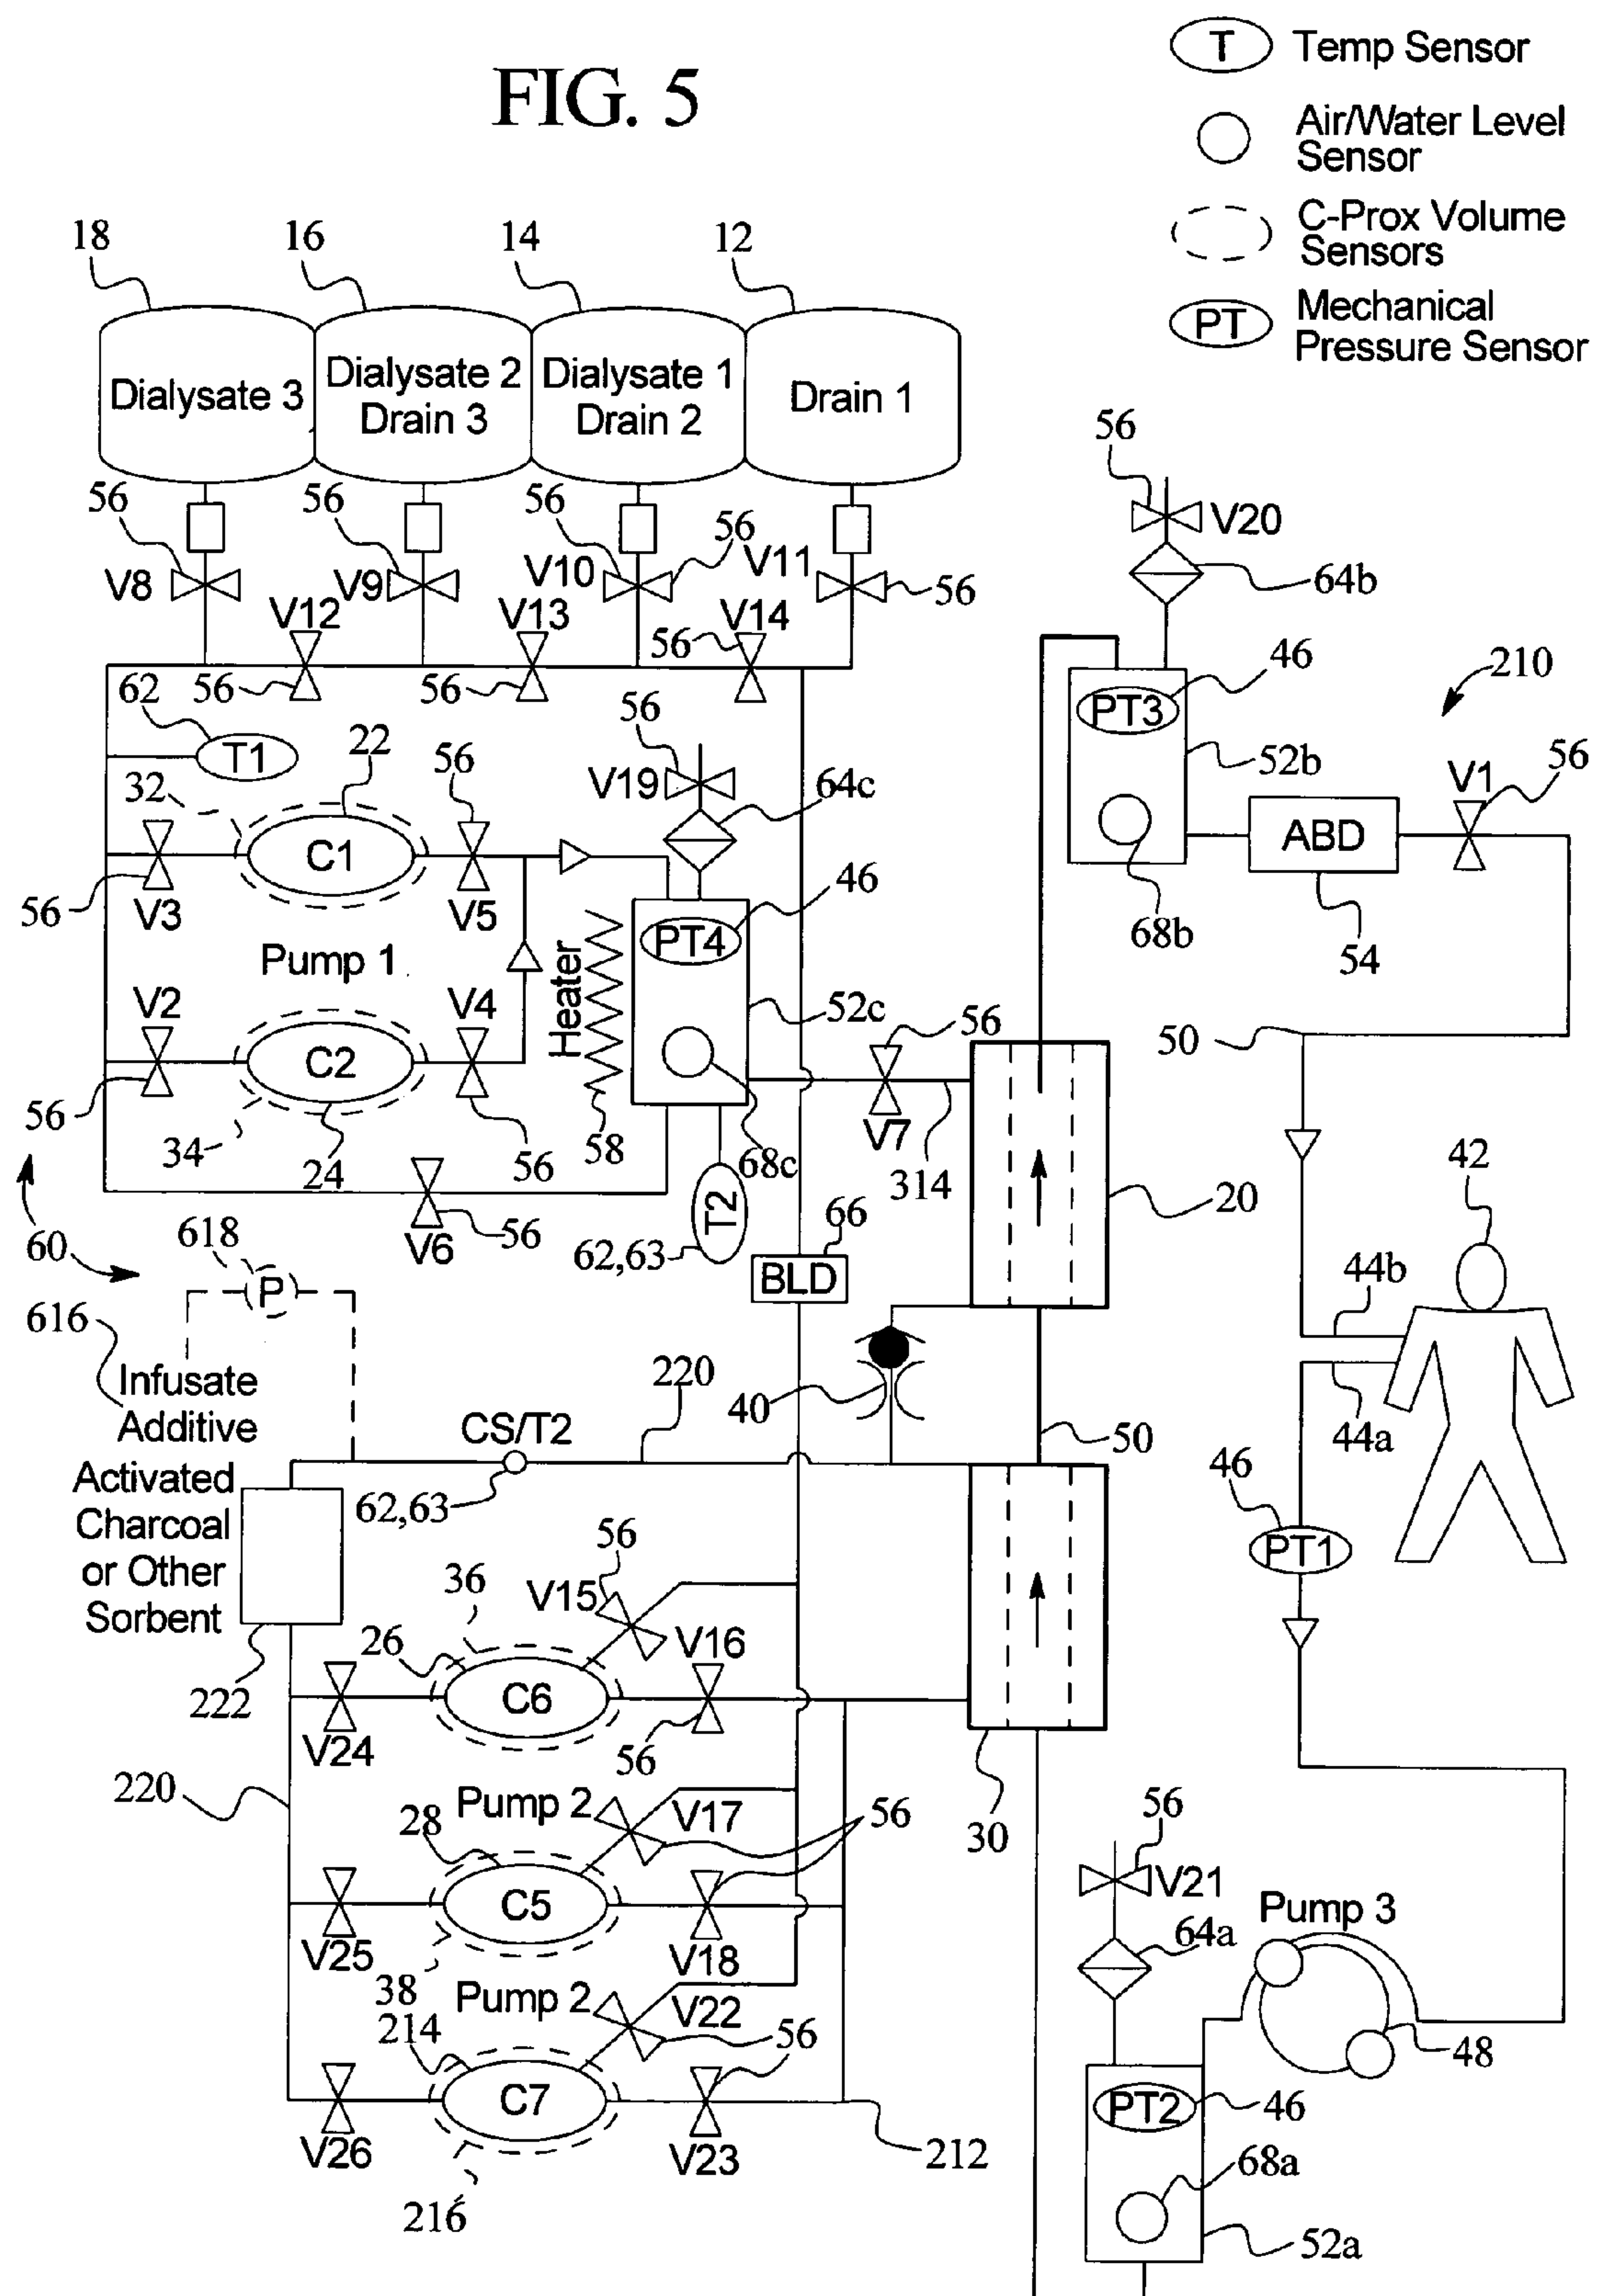 FIG. 5
T Temp Sensor
Air/Water Level
Sensor
C-Prox Volume
Sensors
PT Mechanical
Pressure Sensor
18 16 14 12
Dialysate 3
Dialysate 2
Drain 3
Dialysate 1
Drain 2
Drain 1
56 56 56 56
V8 V9 V10 V11 56
V12 V13 V14
56 56 56
56
V20
64b
46
PT3
210
52b
V1 56
ABD
68b
54
50
62
T1
32 22 56
C1
56 V3 V5
Pump 1
V2 V4
C2
56 34 24 56
56
V19
64c
46
PT4
Heater
52c
58
68c
56
V7
314
20
V6 56
T2
62,63
66
BLD
60
618
P
616
Infusate
Additive
42
44b
44a
220
40
50
CS/T2
62,63
Activated
Charcoal
or Other
Sorbent
222
46
PT1
56
36 V15
26 V16
C6
V24 56
220
Pump 2 V17 56
28
C5
V25 V18
38
30
Pump 2 V22
214 56
C7
V26 V23
216
212
56
V21
64a
Pump 3
48
PT2 46
68a
52a